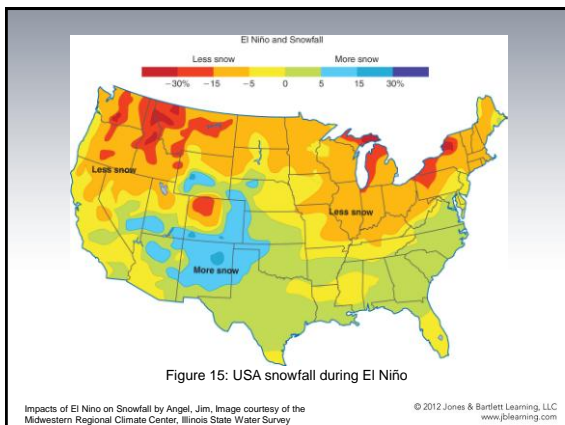 El Niño and Snowfall
Less snow More snow
−30% −15 −5 0 5 15 30%
Less snow
Less snow
More snow
Figure 15: USA snowfall during El Niño
Impacts of El Nino on Snowfall by Angel, Jim, Image courtesy of the
Midwestern Regional Climate Center, Illinois State Water Survey
© 2012 Jones & Bartlett Learning, LLC
www.jblearning.com